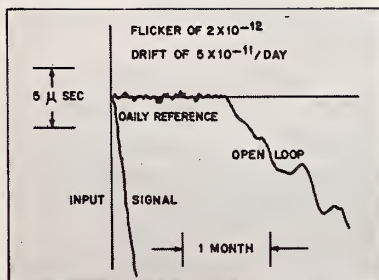 FLICKER OF 2X10-12
DRIFT OF 5X10-11/DAY
5 μ SEC
DAILY REFERENCE
OPEN LOOP
INPUT SIGNAL
1 MONTH